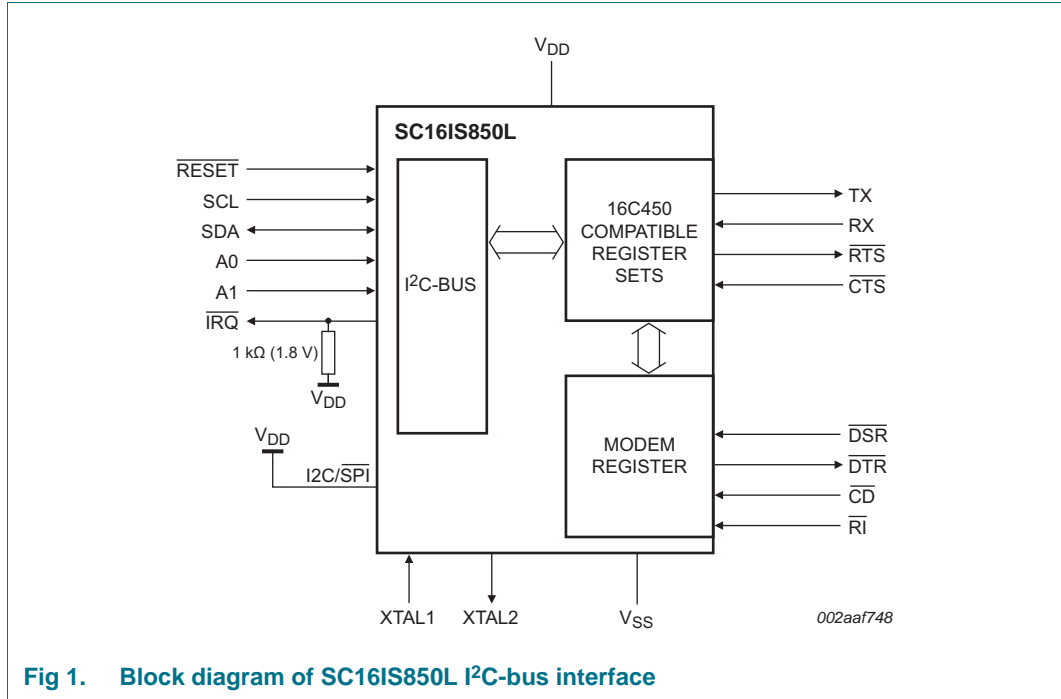 VDD
SC16IS850L
RESET
SCL
SDA
A0
A1
IRQ
1 kΩ (1.8 V)
VDD
VDD
I2C/SPI
I²C-BUS
16C450
COMPATIBLE
REGISTER
SETS
TX
RX
RTS
CTS
MODEM
REGISTER
DSR
DTR
CD
RI
XTAL1
XTAL2
VSS
002aaf748
Fig 1. Block diagram of SC16IS850L I²C-bus interface